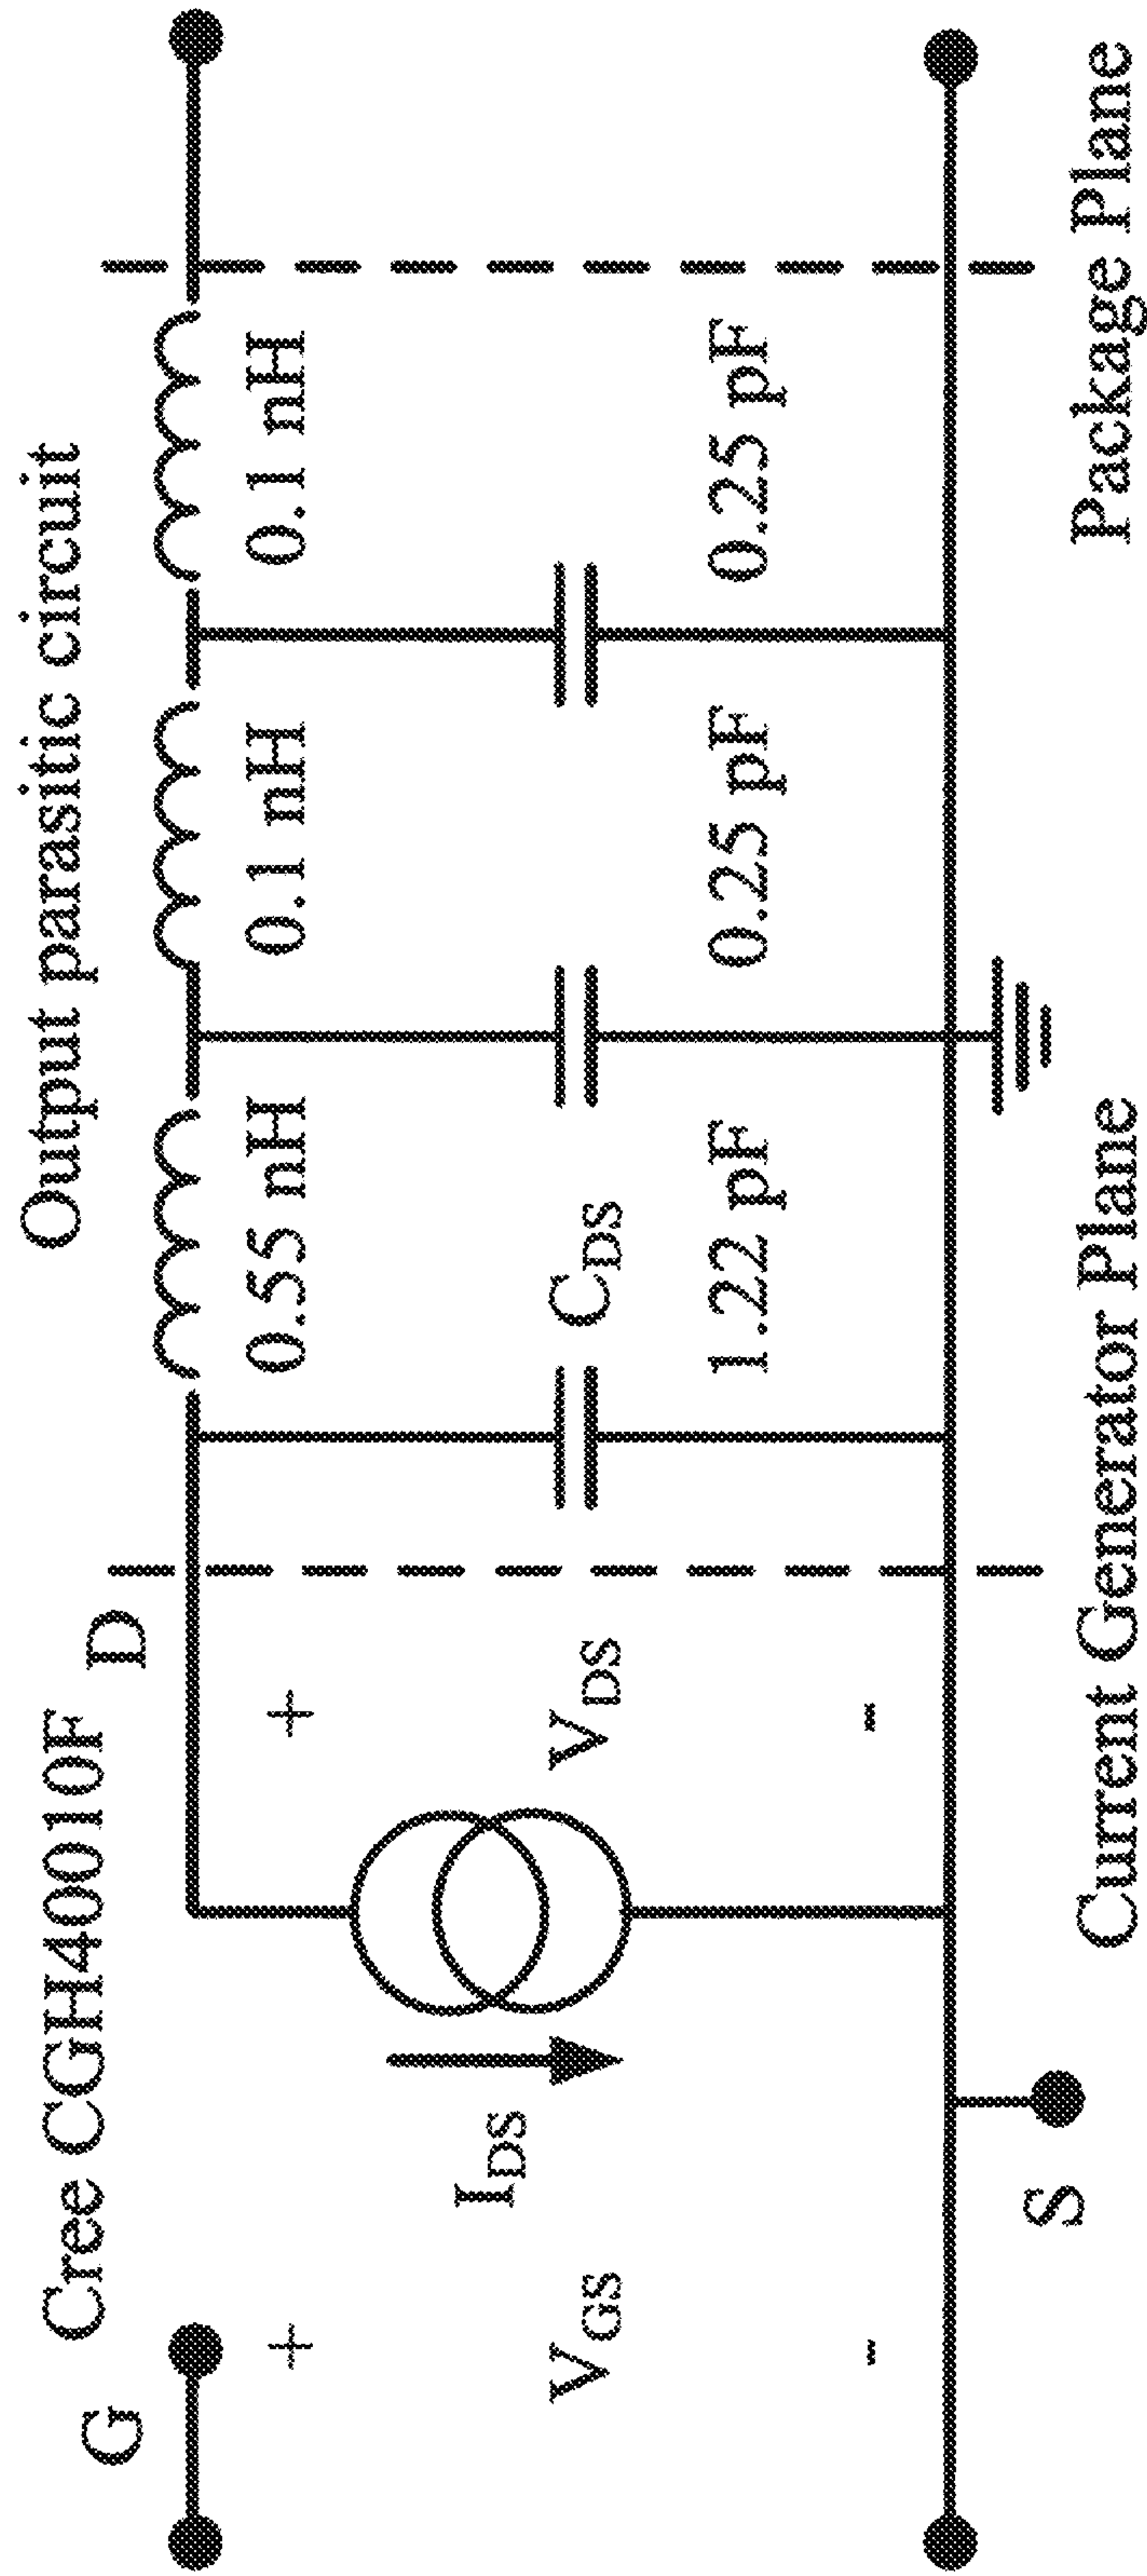 Output parasitic circuit
Cree CGH40010F
G
D
+
+
0.55 nH
0.1 nH
0.1 nH
V_GS
I_DS
V_DS
C_DS
1.22 pF
0.25 pF
0.25 pF
-
-
S
Current Generator Plane
Package Plane